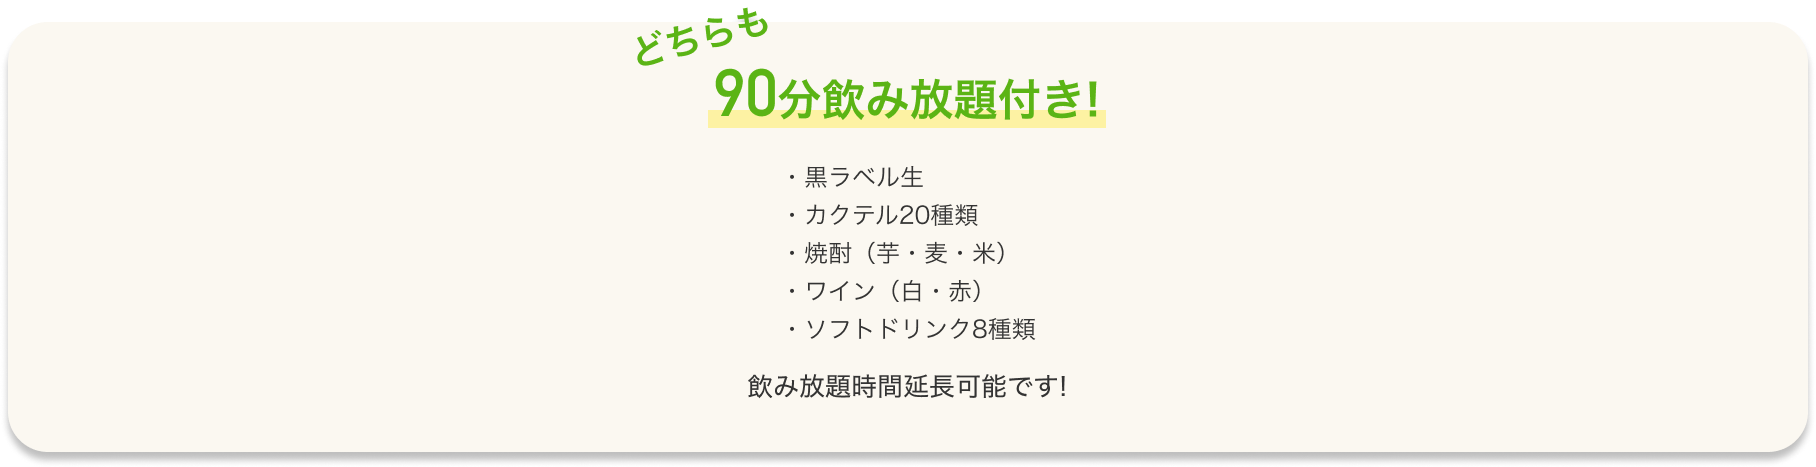 どちらも
90分飲み放題付き!
・黒ラベル生
・カクテル20種類
・焼酎（芋・麦・米）
・ワイン（白・赤）
・ソフトドリンク8種類
飲み放題時間延長可能です!